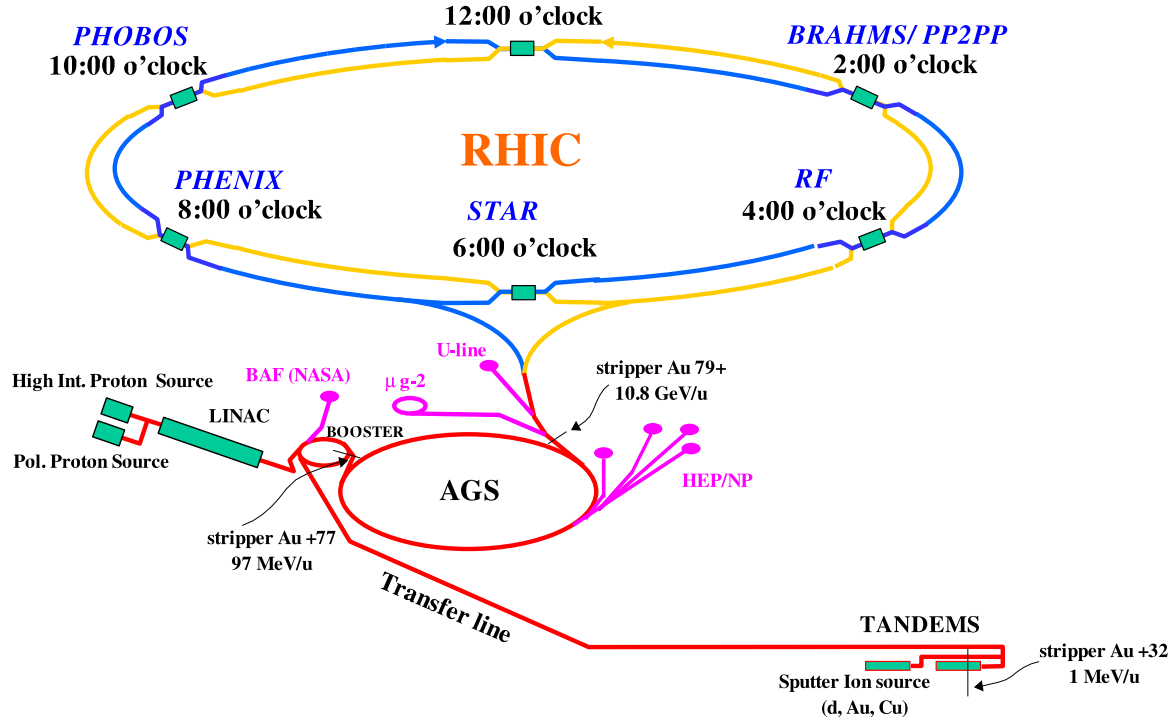 12:00 o’clock
PHOBOS
10:00 o’clock
BRAHMS/ PP2PP
2:00 o’clock
RHIC
PHENIX
8:00 o’clock
STAR
6:00 o’clock
RF
4:00 o’clock
High Int. Proton Source
BAF (NASA)
μ g-2
U-line
stripper Au 79+
10.8 GeV/u
LINAC
BOOSTER
Pol. Proton Source
AGS
HEP/NP
stripper Au +77
97 MeV/u
Transfer line
TANDEMS
stripper Au +32
1 MeV/u
Sputter Ion source
(d, Au, Cu)